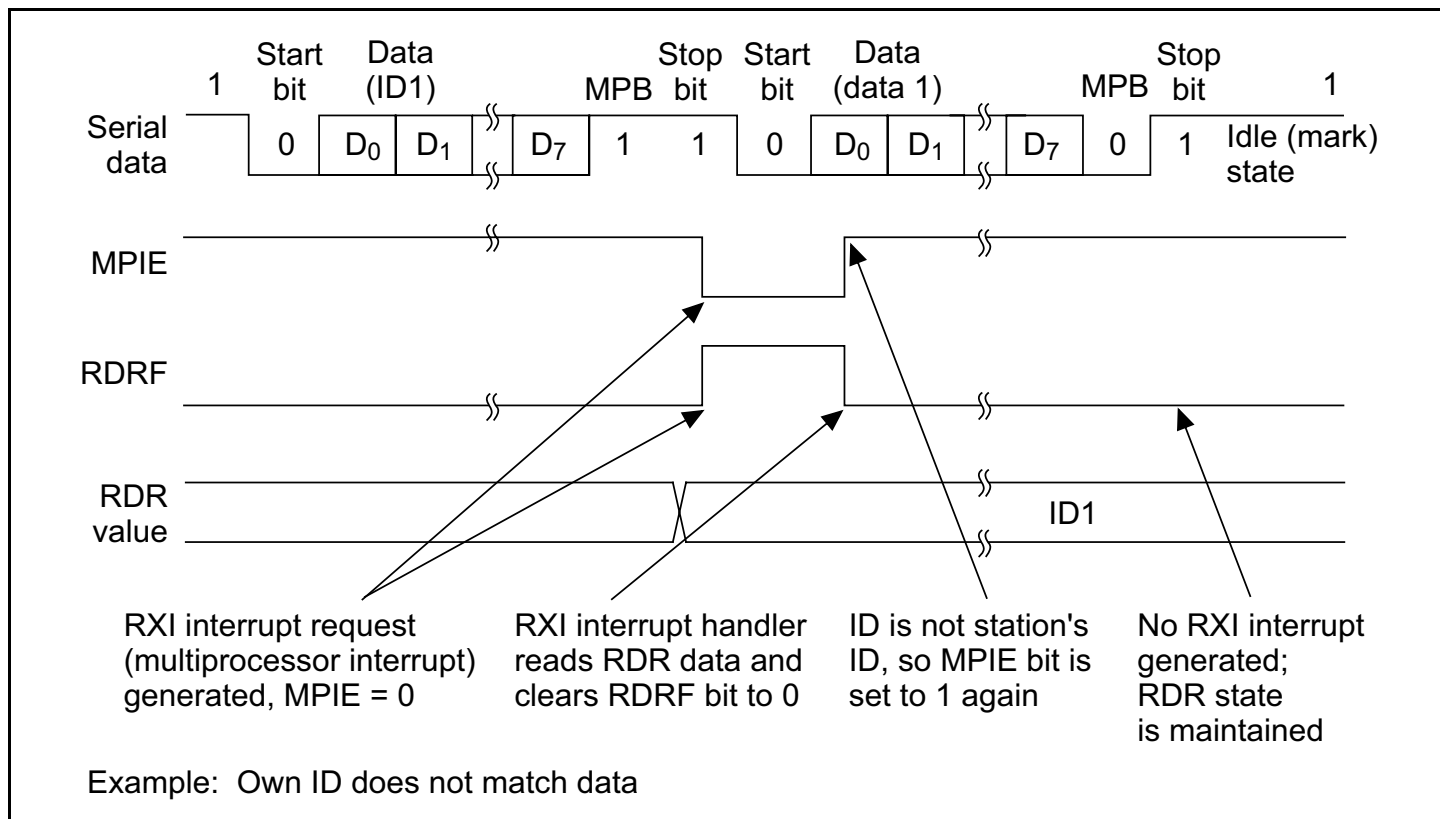 Start Data Stop Start Data Stop
1 bit (ID1) MPB bit bit (data 1) MPB bit 1
Serial data
0 D0 D1 D7 1 1 0 D0 D1 D7 0 1 Idle (mark) state
MPIE
RDRF
RDR
value
ID1
RXI interrupt request
(multiprocessor interrupt)
generated, MPIE = 0
RXI interrupt handler
reads RDR data and
clears RDRF bit to 0
ID is not station's
ID, so MPIE bit is
set to 1 again
No RXI interrupt
generated;
RDR state
is maintained
Example: Own ID does not match data